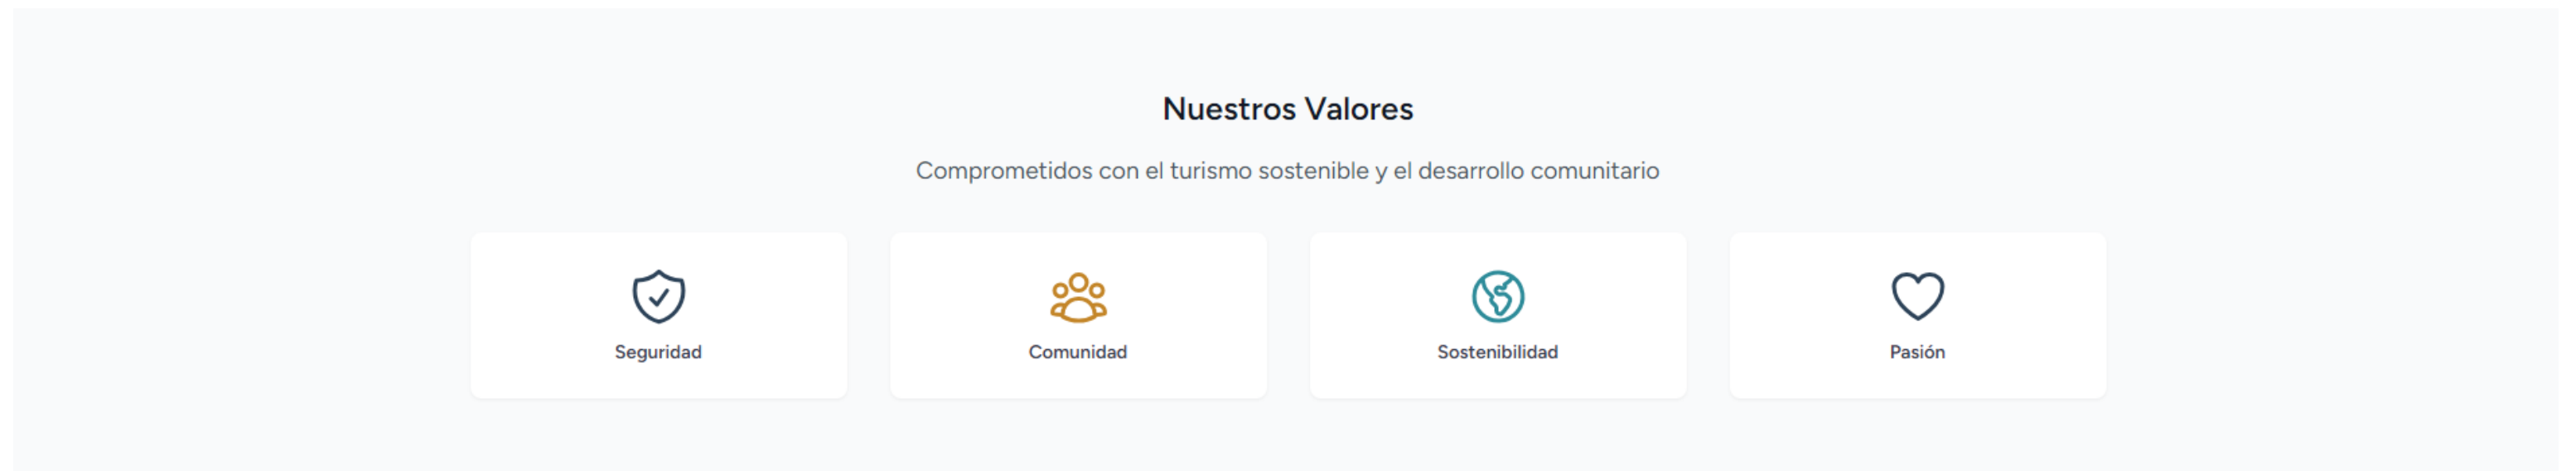 Nuestros Valores
Comprometidos con el turismo sostenible y el desarrollo comunitario
Seguridad
Comunidad
Sostenibilidad
Pasión